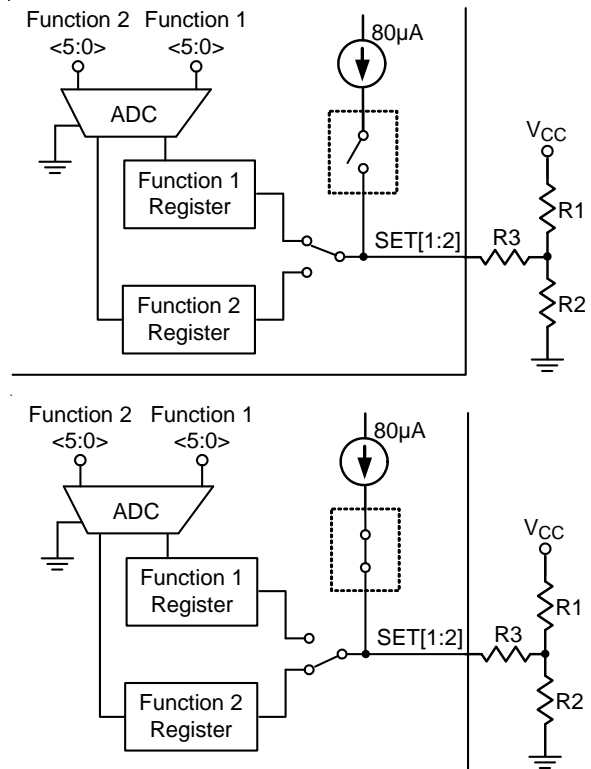 Function 2 Function 1
<5:0> <5:0>
80µA
ADC
VCC
Function 1
Register
R1
SET[1:2]
R3
R2
Function 2
Register
Function 2 Function 1
<5:0> <5:0>
80µA
ADC
VCC
Function 1
Register
R1
SET[1:2]
R3
R2
Function 2
Register